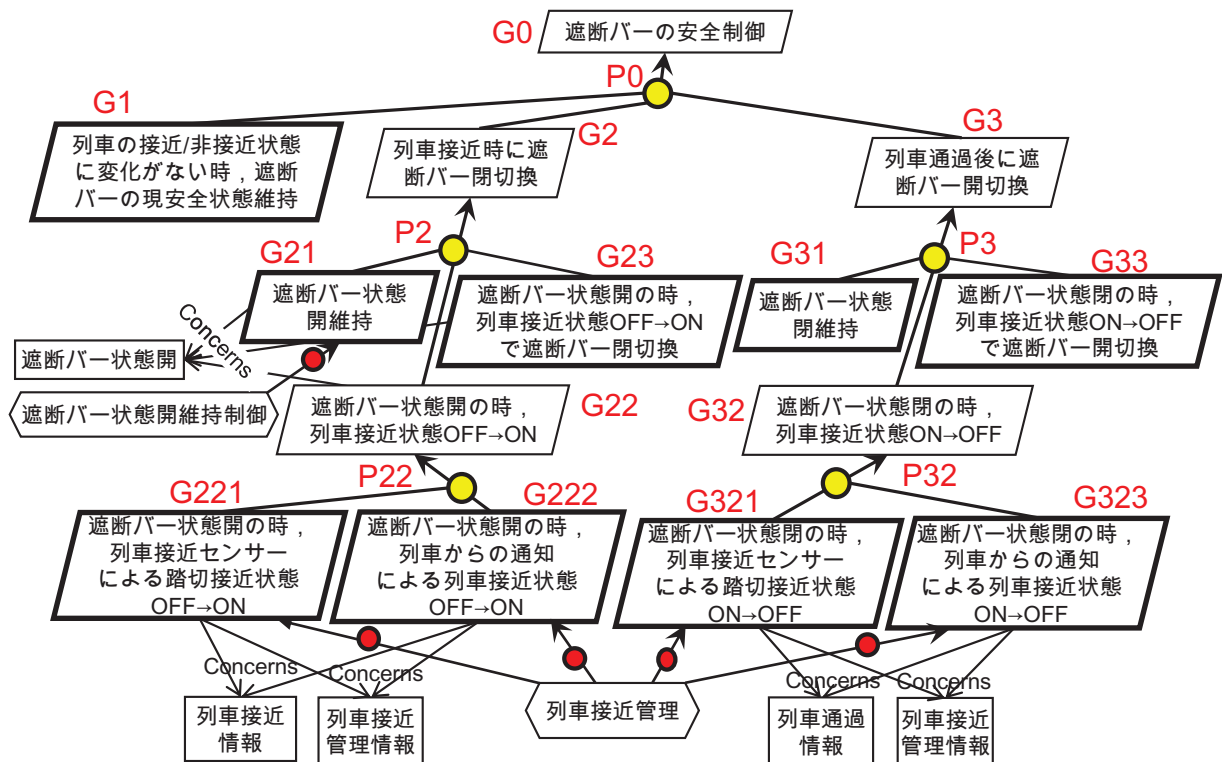 G0
遮断バーの安全制御
P0
G1
列車の接近/非接近状態
に変化がない時，遮断
バーの現安全状態維持
G2
列車接近時に遮
断バー閉切換
G3
列車通過後に遮
断バー開切換
P2
G21
遮断バー状態
開維持
G23
遮断バー状態開の時，
列車接近状態OFF→ON
で遮断バー閉切換
P3
G31
遮断バー状態
閉維持
G33
遮断バー状態閉の時，
列車接近状態ON→OFF
で遮断バー開切換
Concerns
遮断バー状態開
遮断バー状態開維持制御
遮断バー状態開の時，
列車接近状態OFF→ON
G22
G32
遮断バー状態閉の時，
列車接近状態ON→OFF
P22
G221
遮断バー状態開の時，
列車接近センサー
による踏切接近状態
OFF→ON
G222
遮断バー状態開の時，
列車からの通知
による列車接近状態
OFF→ON
P32
G321
遮断バー状態閉の時，
列車接近センサー
による踏切接近状態
ON→OFF
G323
遮断バー状態閉の時，
列車からの通知
による列車接近状態
ON→OFF
Concerns
Concerns
Concerns
Concerns
列車接近
情報
列車接近
管理情報
列車接近管理
列車通過
情報
列車接近
管理情報